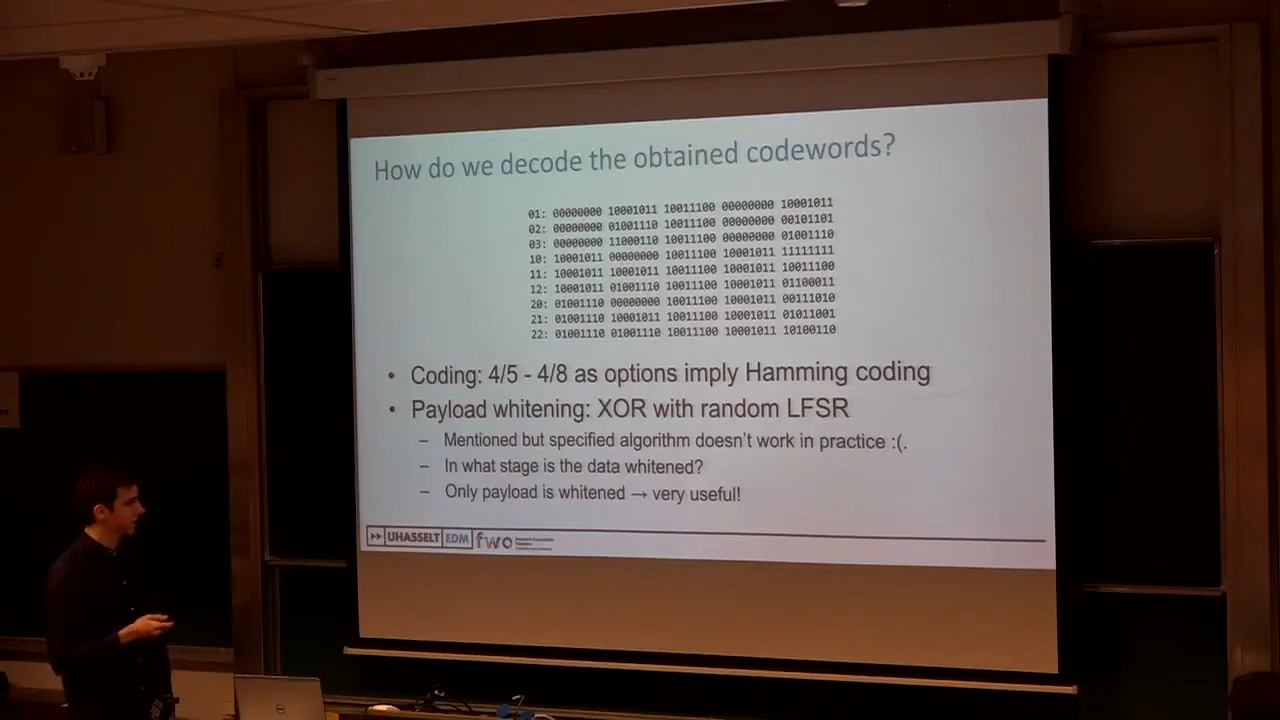 How do we decode the obtained codewords?
01: 00000000 10001011 10011100 00000000 10001011
02: 00000000 01001110 10011100 00000000 00101101
03: 00000000 11000110 10011100 00000000 01001110
10: 10001011 00000000 10011100 10001011 11111111
11: 10001011 10001011 10011100 10001011 10011100
12: 10001011 01001110 10011100 10001011 01100011
20: 01001110 00000000 10011100 10001011 00111010
21: 01001110 10001011 10011100 10001011 01011001
22: 01001110 01001110 10011100 10001011 10100110
• Coding: 4/5 - 4/8 as options imply Hamming coding
• Payload whitening: XOR with random LFSR
– Mentioned but specified algorithm doesn't work in practice :(.
– In what stage is the data whitened?
– Only payload is whitened → very useful!
UHASSELT EDM fwo
DELL